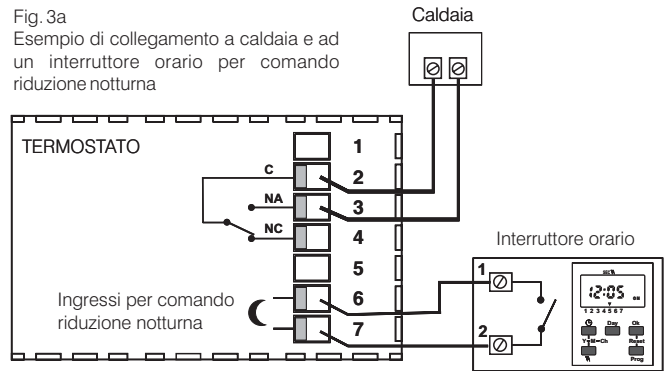 Fig. 3a
Esempio di collegamento a caldaia e ad
un interruttore orario per comando
riduzione notturna
Caldaia
TERMOSTATO
1
C
2
NA
3
NC
4
5
Ingressi per comando
riduzione notturna
6
7
Interruttore orario
1
2
12:05
1 2 3 4 5 6 7
Day
Ok
Y-M-Ch
Reset
Prog